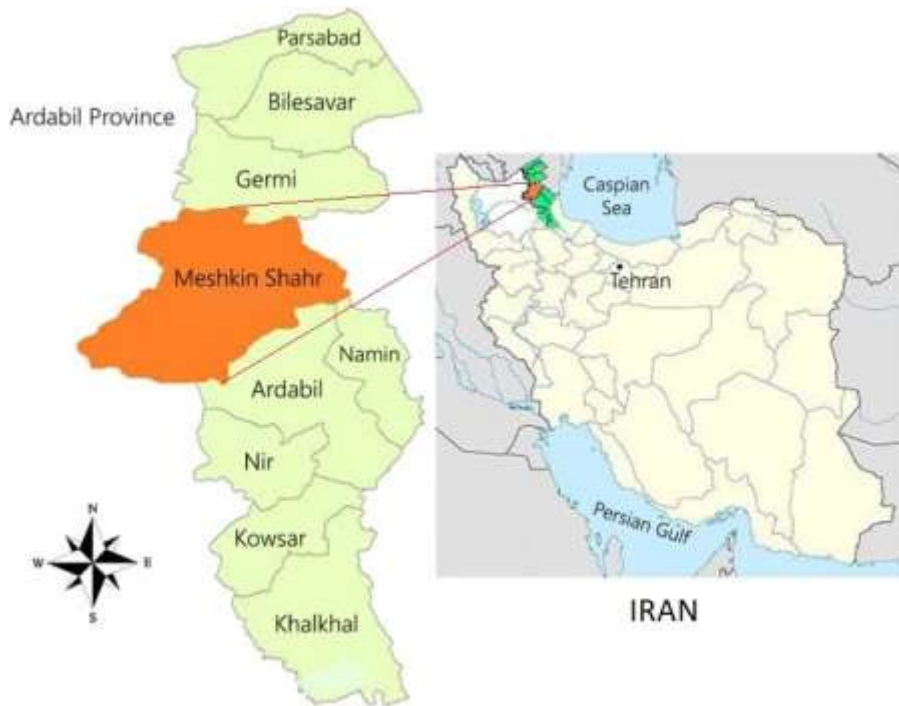 Parsabad
Ardabil Province
Bilesavar
Germi
Meshkin Shahr
Namin
Ardabil
Nir
Kowsar
Khalkhal
N
W
E
S
Caspian
Sea
Tehran
Persian Gulf
IRAN